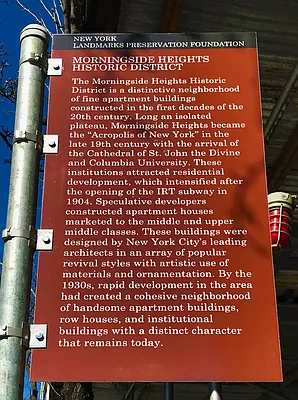 NEW YORK
LANDMARKS PRESERVATION FOUNDATION
MORNINGSIDE HEIGHTS
HISTORIC DISTRICT
The Morningside Heights Historic
District is a distinctive neighborhood
of fine apartment buildings
constructed in the first decades of the
20th century. Long an isolated
plateau, Morningside Heights became
the "Acropolis of New York" in the
late 19th century with the arrival of
the Cathedral of St. John the Divine
and Columbia University. These
institutions attracted residential
development, which intensified after
the opening of the IRT subway in
1904. Speculative developers
constructed apartment houses
marketed to the middle and upper
middle classes. These buildings were
designed by New York City's leading
architects in an array of popular
revival styles with artistic use of
materials and ornamentation. By the
1930s, rapid development in the area
had created a cohesive neighborhood
of handsome apartment buildings,
row houses, and institutional
buildings with a distinct character
that remains today.